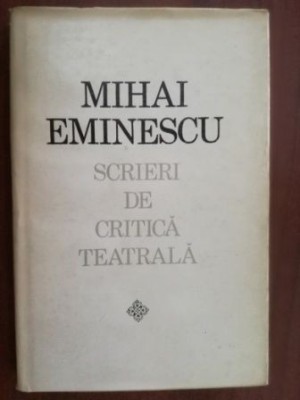 MIHAI
EMINESCU
SCRIERI
DE
CRITICĂ
TEATRALĂ